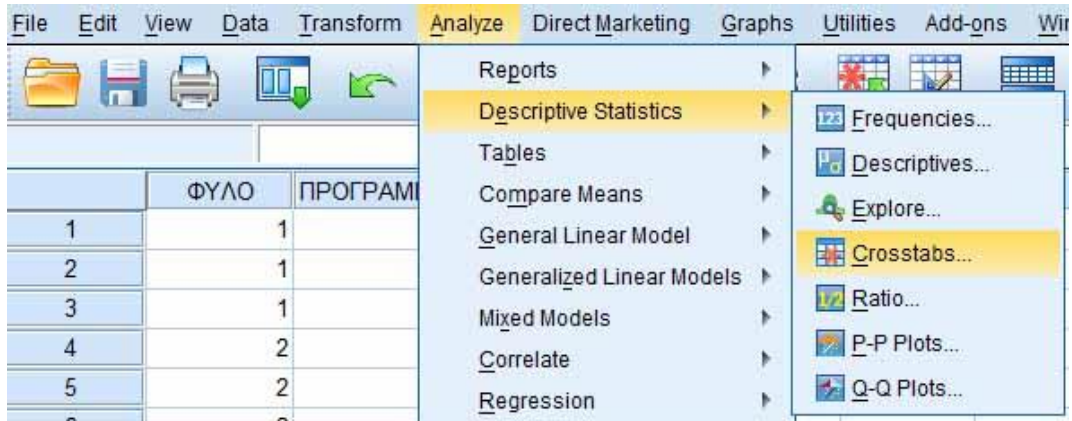 File Edit View Data Transform Analyze Direct Marketing Graphs Utilities Add-ons
Reports
Descriptive Statistics
Tables
Compare Means
General Linear Model
Generalized Linear Models
Mixed Models
Correlate
Regression
Frequencies...
Descriptives...
Explore...
Crosstabs...
Ratio...
P-P Plots...
Q-Q Plots...
ΦΥΛΟ
1 1
2 1
3 1
4 2
5 2